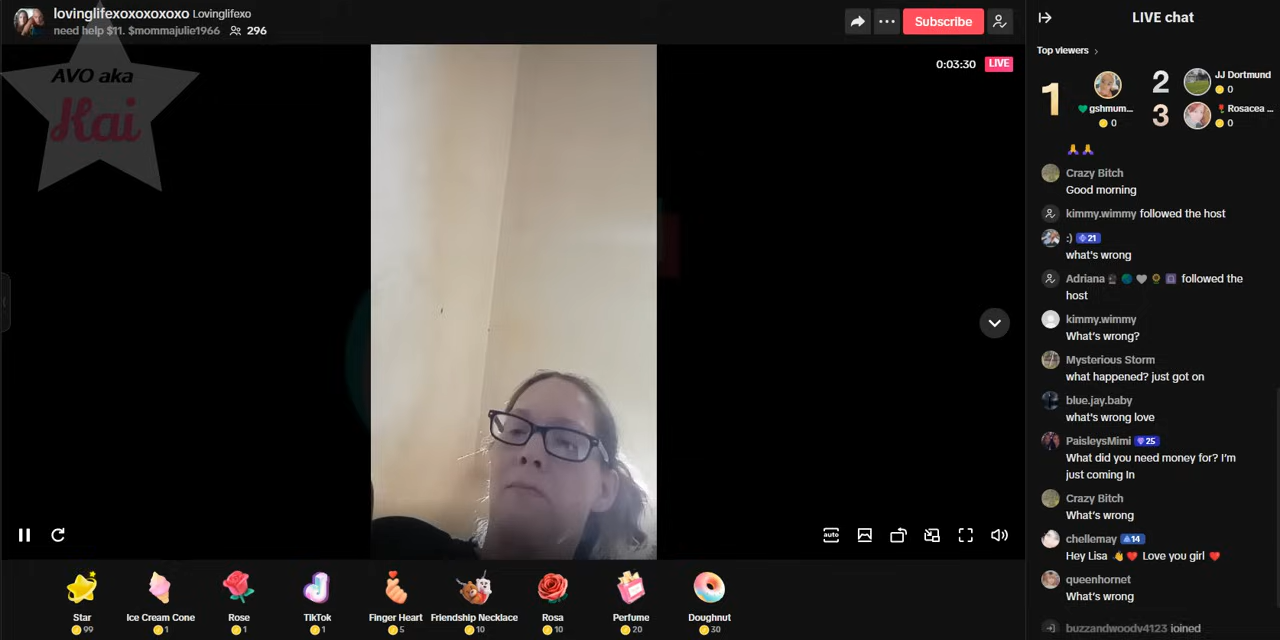 lovinglifexoxoxoxoxo Lovinglifexo
need help $11. $mommajulie1966 296
Subscribe
AVO aka
Kai
0:03:30 LIVE
LIVE chat
Top viewers
1
gshmum...
0
2
JJ Dortmund
0
3
Rosacea ...
0
Crazy Bitch
Good morning
kimmy.wimmy followed the host
:) 21
what's wrong
Adriana followed the
host
kimmy.wimmy
What's wrong?
Mysterious Storm
what happened? just got on
blue.jay.baby
what's wrong love
PaisleysMimi 25
What did you need money for? I'm
just coming In
Crazy Bitch
What's wrong
chellemay 14
Hey Lisa 👋❤️ Love you girl ❤️
queenhornet
What's wrong
buzzandwoody4123 joined
auto
Star
99
Ice Cream Cone
1
Rose
1
TikTok
1
Finger Heart
5
Friendship Necklace
10
Rosa
10
Perfume
20
Doughnut
30